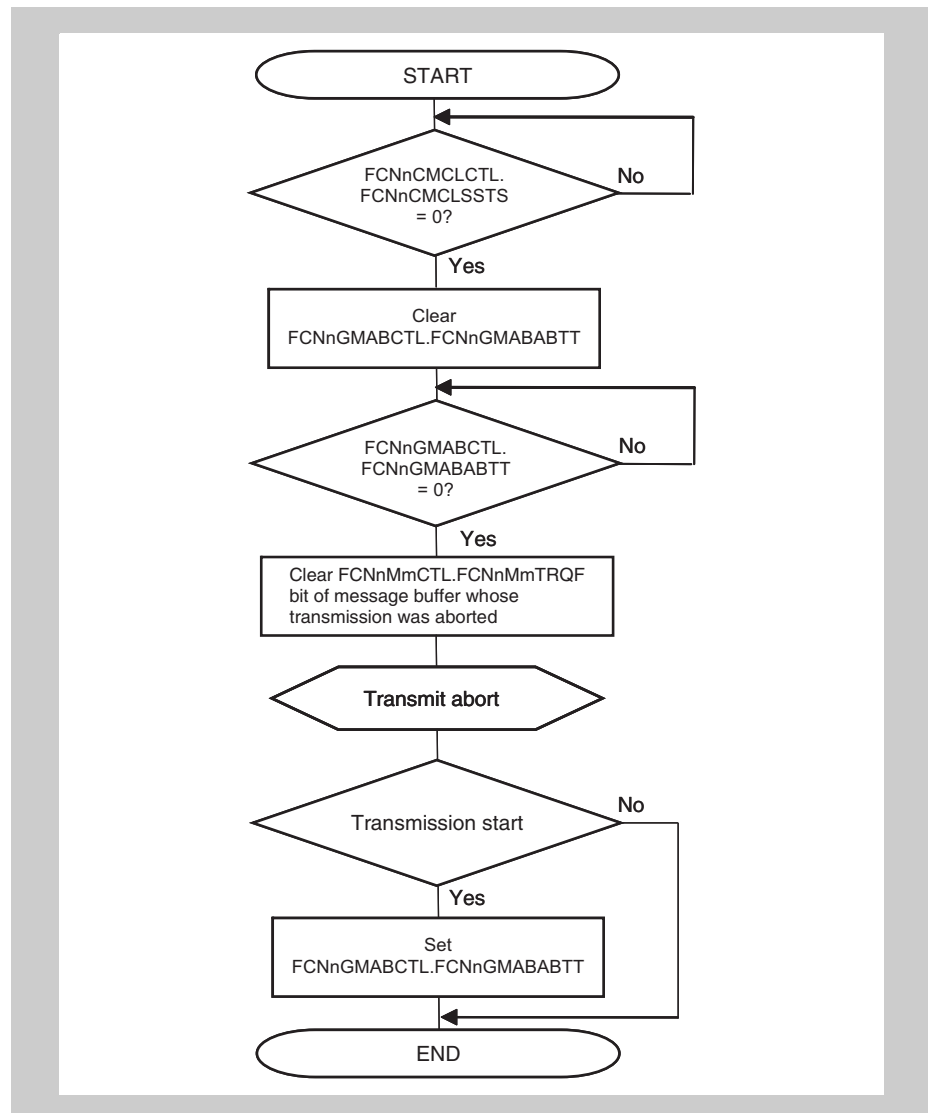 START
FCNnCMCLCTL.
FCNnCMCLSSTS
= 0?
No
Yes
Clear
FCNnGMABCTL.FCNnGMABABTT
FCNnGMABCTL.
FCNnGMABABTT
= 0?
No
Yes
Clear FCNnMmCTL.FCNnMmTRQF
bit of message buffer whose
transmission was aborted
Transmit abort
Transmission start
No
Yes
Set
FCNnGMABCTL.FCNnGMABABTT
END